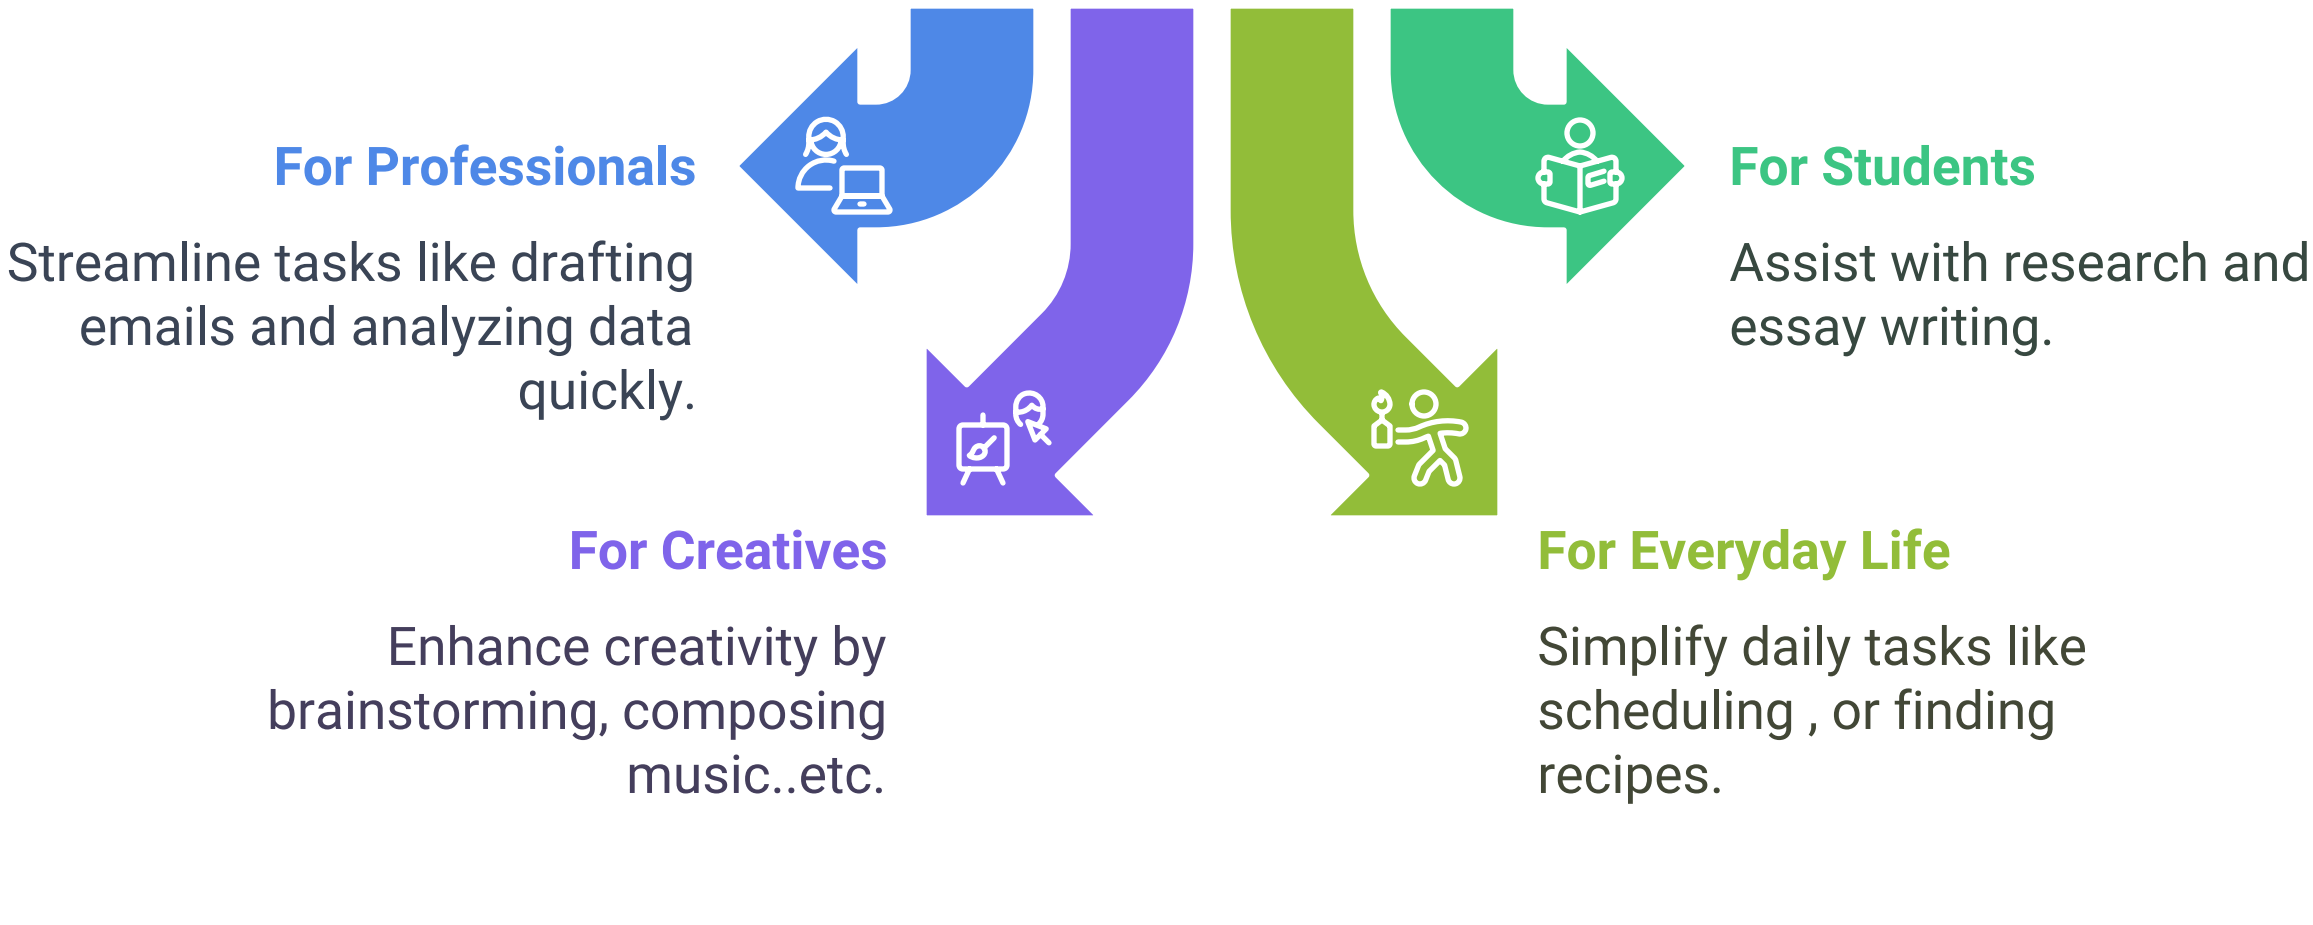 For Professionals
Streamline tasks like drafting
emails and analyzing data
quickly.
For Students
Assist with research and
essay writing.
For Creatives
Enhance creativity by
brainstorming, composing
music..etc.
For Everyday Life
Simplify daily tasks like
scheduling , or finding
recipes.